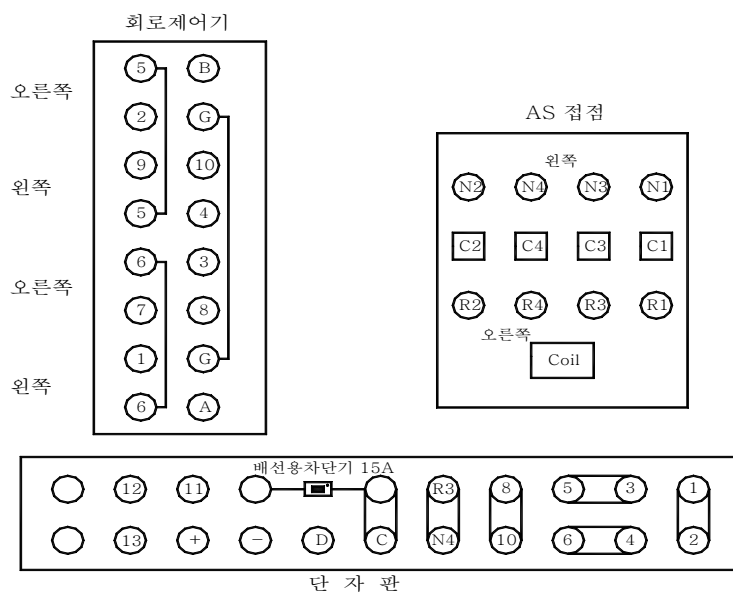 회로제어기
5 B
오른쪽
2 G
9 10
왼쪽
5 4
6 3
오른쪽
7 8
1 G
왼쪽
6 A
AS 접점
왼쪽
N2 N4 N3 N1
C2 C4 C3 C1
R2 R4 R3 R1
오른쪽
Coil
배선용차단기 15A
12 11 R3 8 5 3 1
13 + − D C N4 10 6 4 2
단 자 판